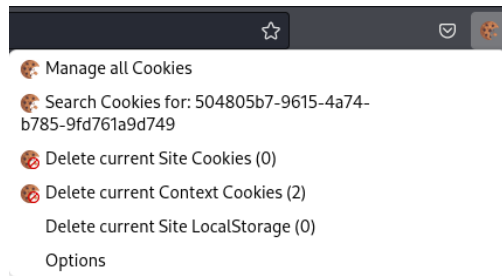 Manage all Cookies
Search Cookies for: 504805b7-9615-4a74-
b785-9fd761a9d749
Delete current Site Cookies (0)
Delete current Context Cookies (2)
Delete current Site LocalStorage (0)
Options